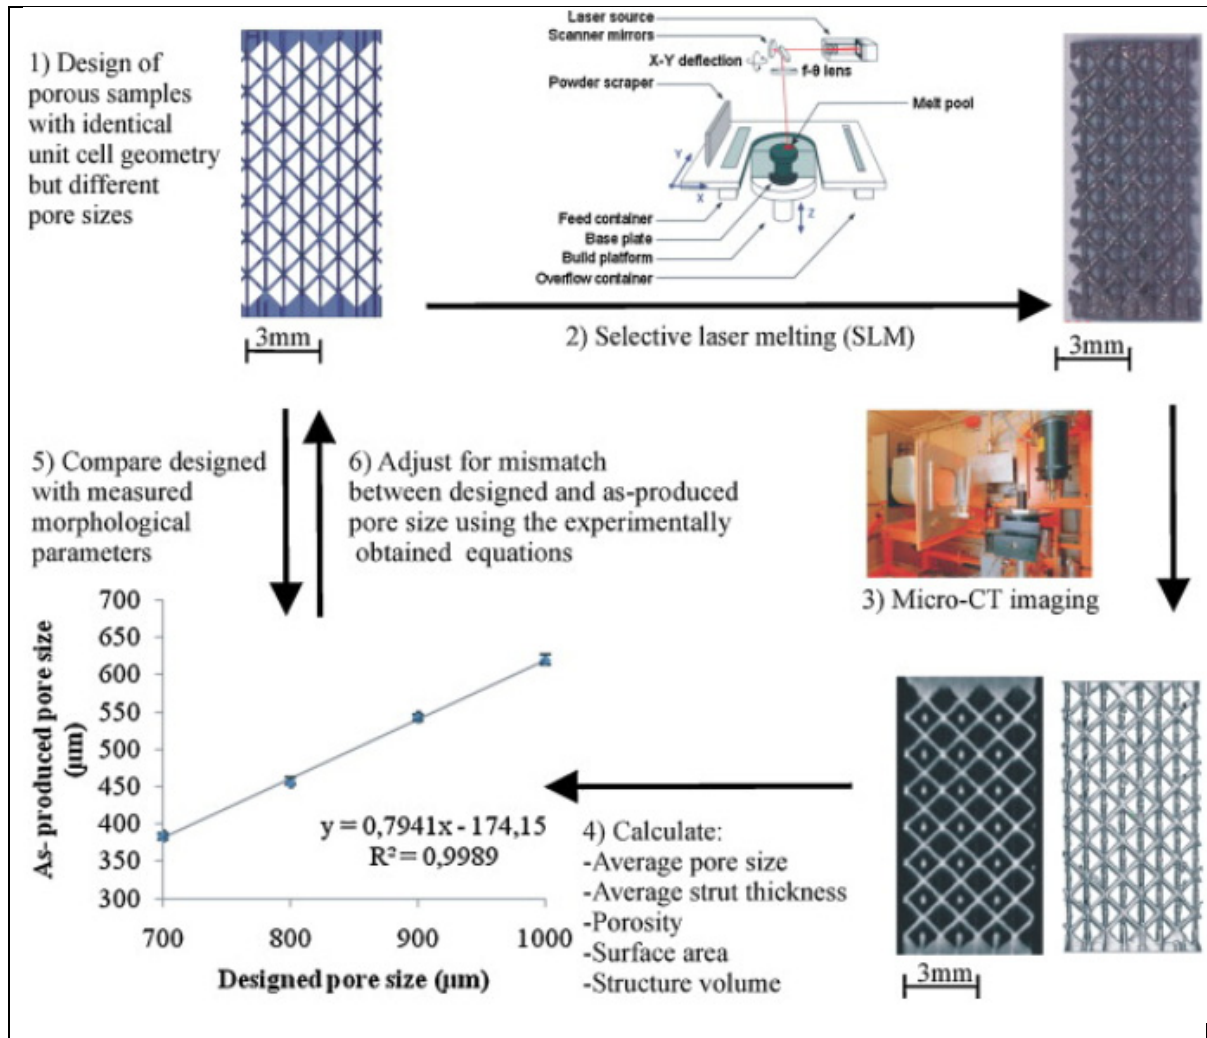 1) Design of
porous samples
with identical
unit cell geometry
but different
pore sizes
3mm
Laser source
Scanner mirrors
X-Y deflection
f-θ lens
Powder scraper
Melt pool
Y
X
Z
Feed container
Base plate
Build platform
Overflow container
2) Selective laser melting (SLM)
3mm
3) Micro-CT imaging
3mm
4) Calculate:
-Average pore size
-Average strut thickness
-Porosity
-Surface area
-Structure volume
5) Compare designed
with measured
morphological
parameters
6) Adjust for mismatch
between designed and as-produced
pore size using the experimentally
obtained equations
As- produced pore size
(µm)
700
650
600
550
500
450
400
350
300
y = 0,7941x - 174,15
R² = 0,9989
700 800 900 1000
Designed pore size (µm)